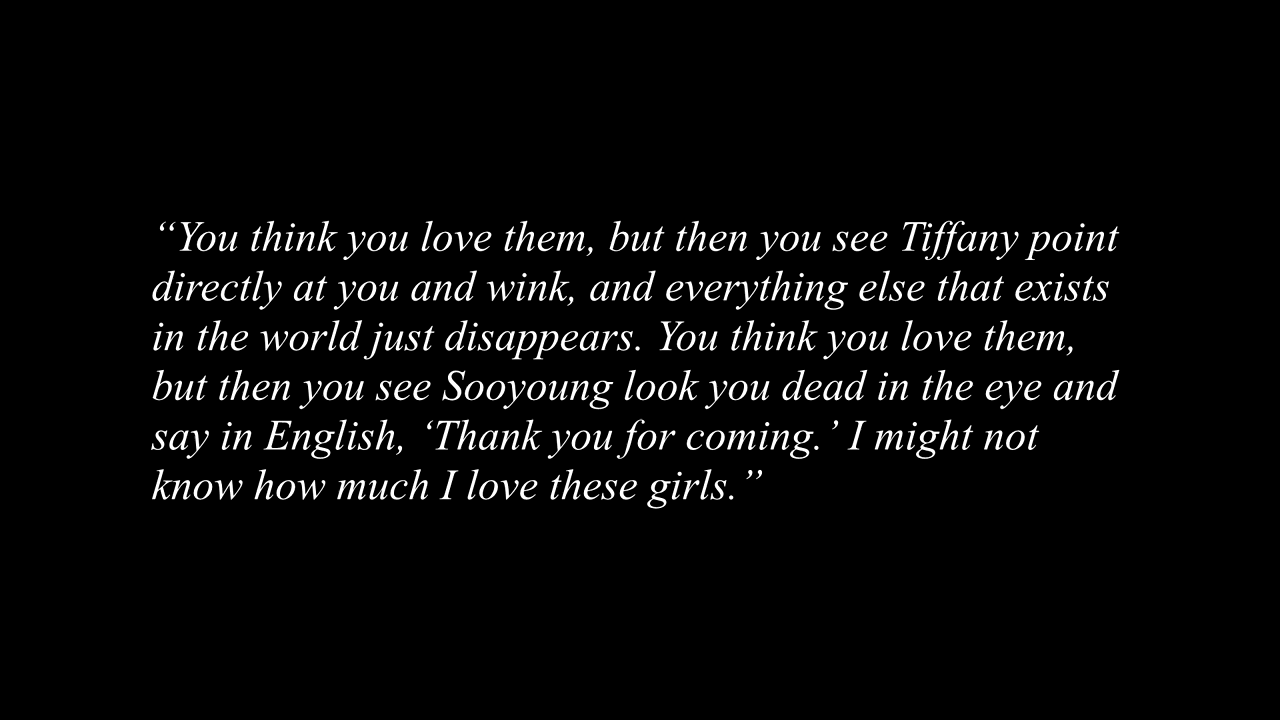 “You think you love them, but then you see Tiffany point
directly at you and wink, and everything else that exists
in the world just disappears. You think you love them,
but then you see Sooyoung look you dead in the eye and
say in English, ‘Thank you for coming.’ I might not
know how much I love these girls.”